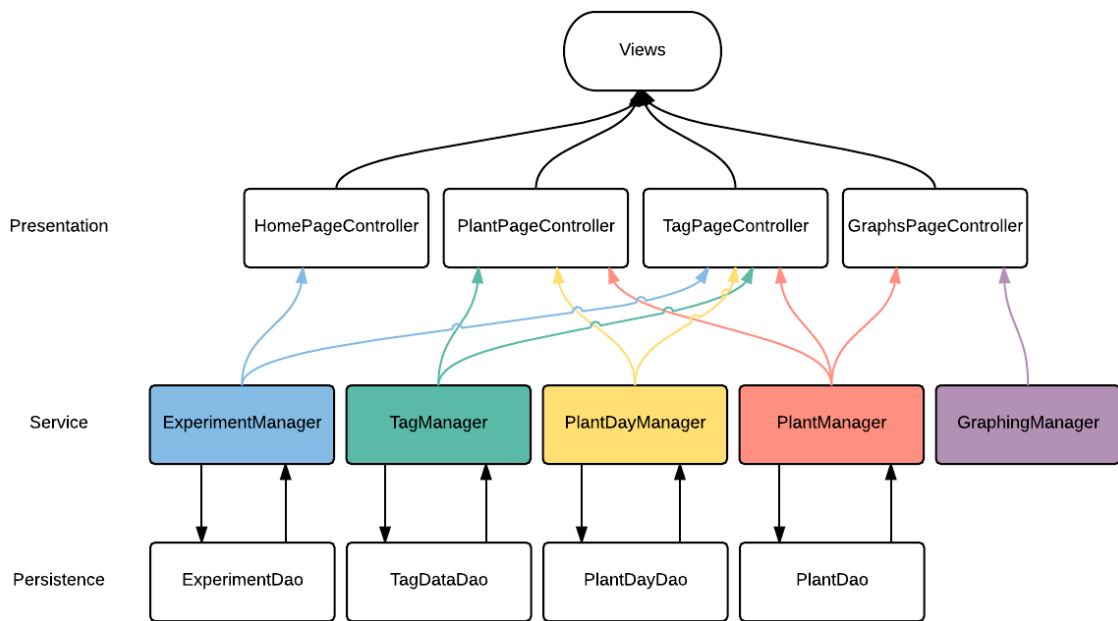 Views
Presentation
HomePageController
PlantPageController
TagPageController
GraphsPageController
Service
ExperimentManager
TagManager
PlantDayManager
PlantManager
GraphingManager
Persistence
ExperimentDao
TagDataDao
PlantDayDao
PlantDao